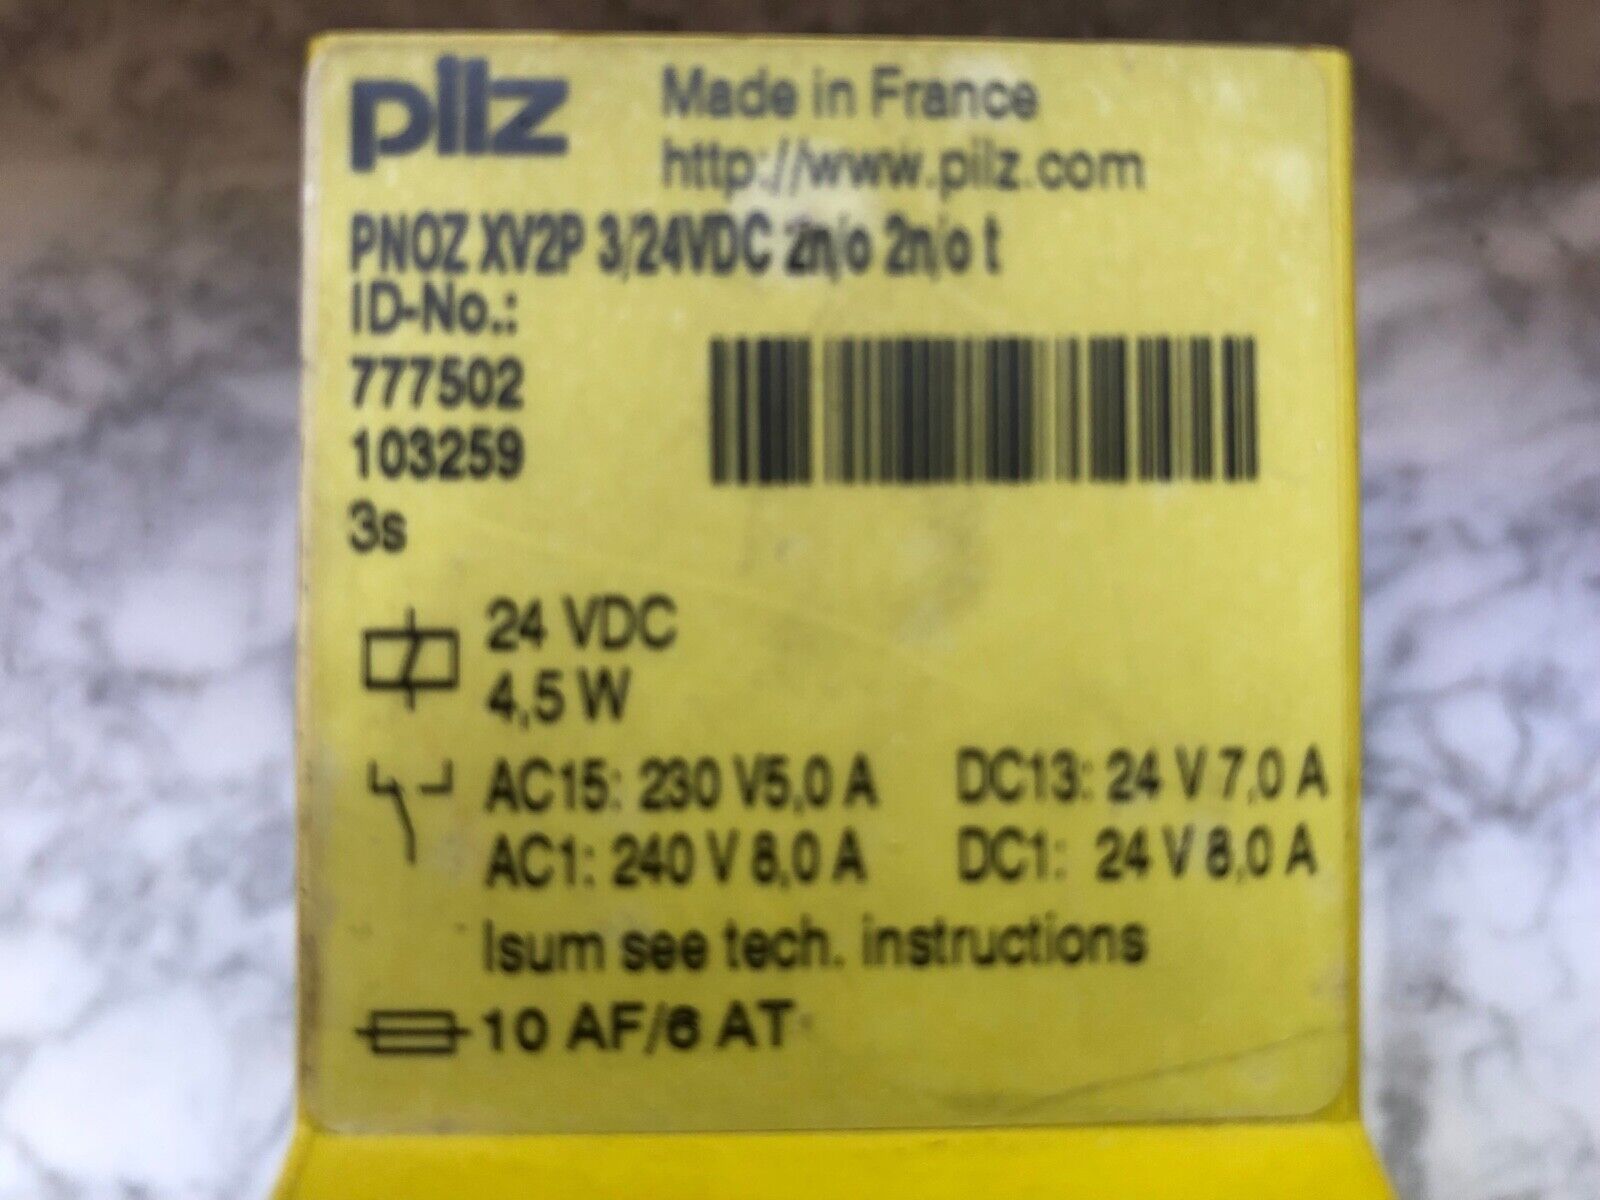 pilz
Made in France
http://www.pilz.com
PNOZ XV2P 3/24VDC 2n/o 2n/o t
ID-No.:
777502
103259
3s
24 VDC
4,5 W
AC15: 230 V5,0 A DC13: 24 V 7,0 A
AC1: 240 V 8,0 A DC1: 24 V 8,0 A
Isum see tech. instructions
10 AF/6 AT